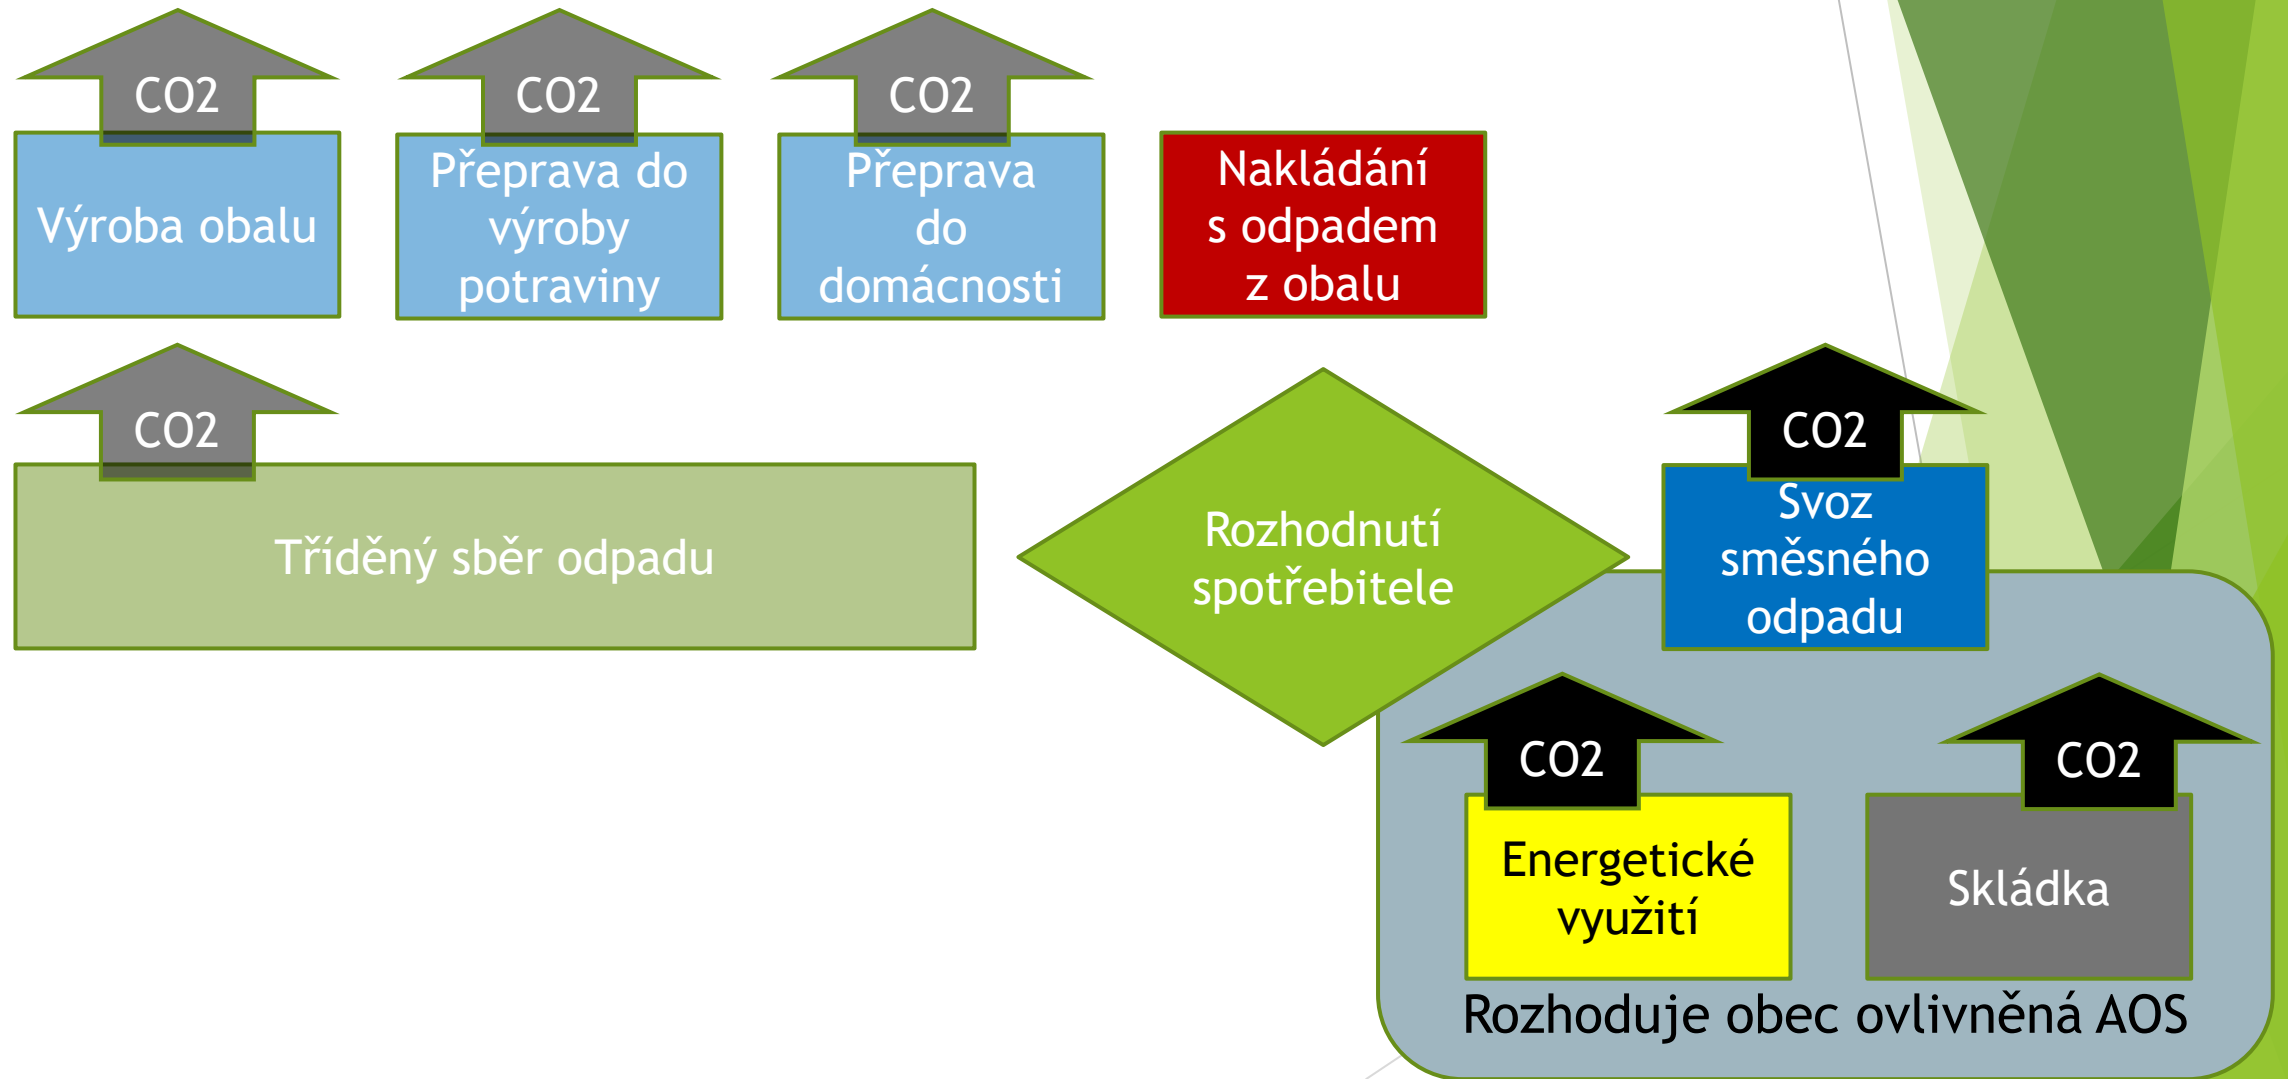 CO2
Výroba obalu
CO2
Přeprava do
výroby
potraviny
CO2
Přeprava
do
domácnosti
Nakládání
s odpadem
z obalu
CO2
Tříděný sběr odpadu
Rozhodnutí
spotřebitele
CO2
Svoz
směsného
odpadu
CO2
Energetické
využití
CO2
Skládka
Rozhoduje obec ovlivněná AOS